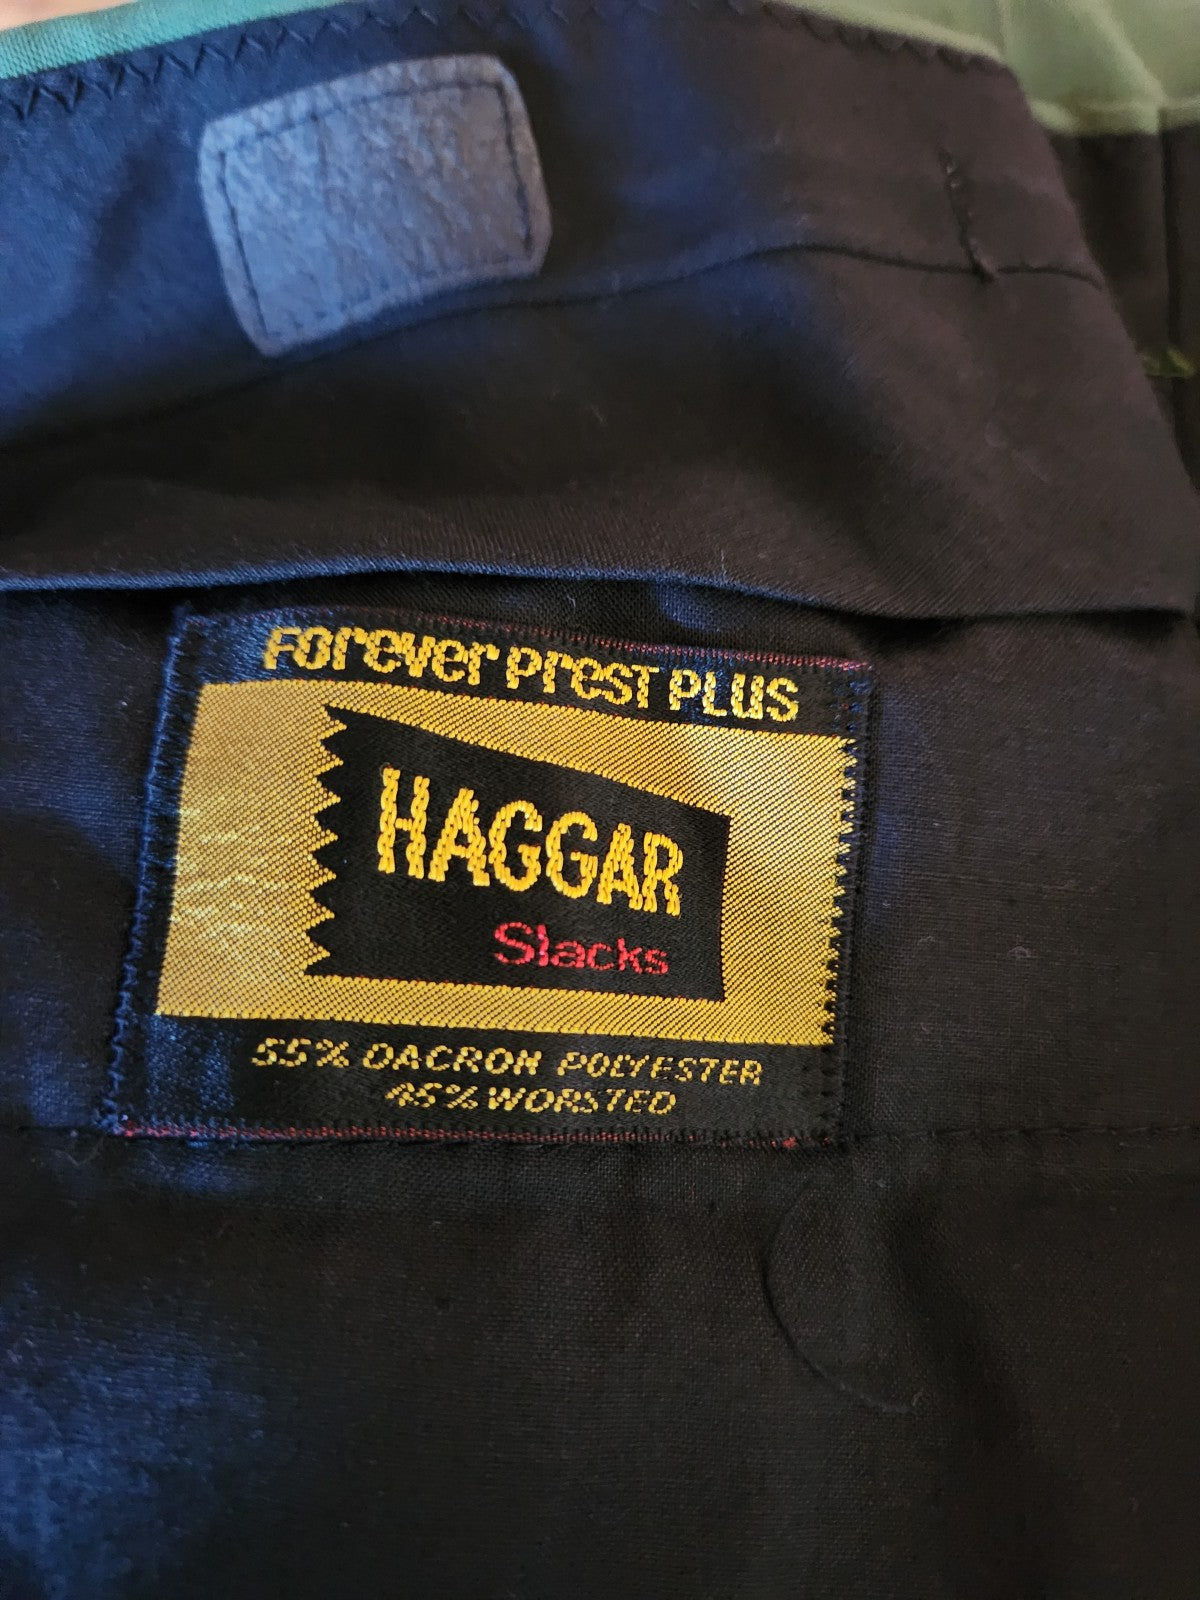 Forever Prest PLUS
HAGGAR
Slacks
55% DACRON POLYESTER
45% WORSTED